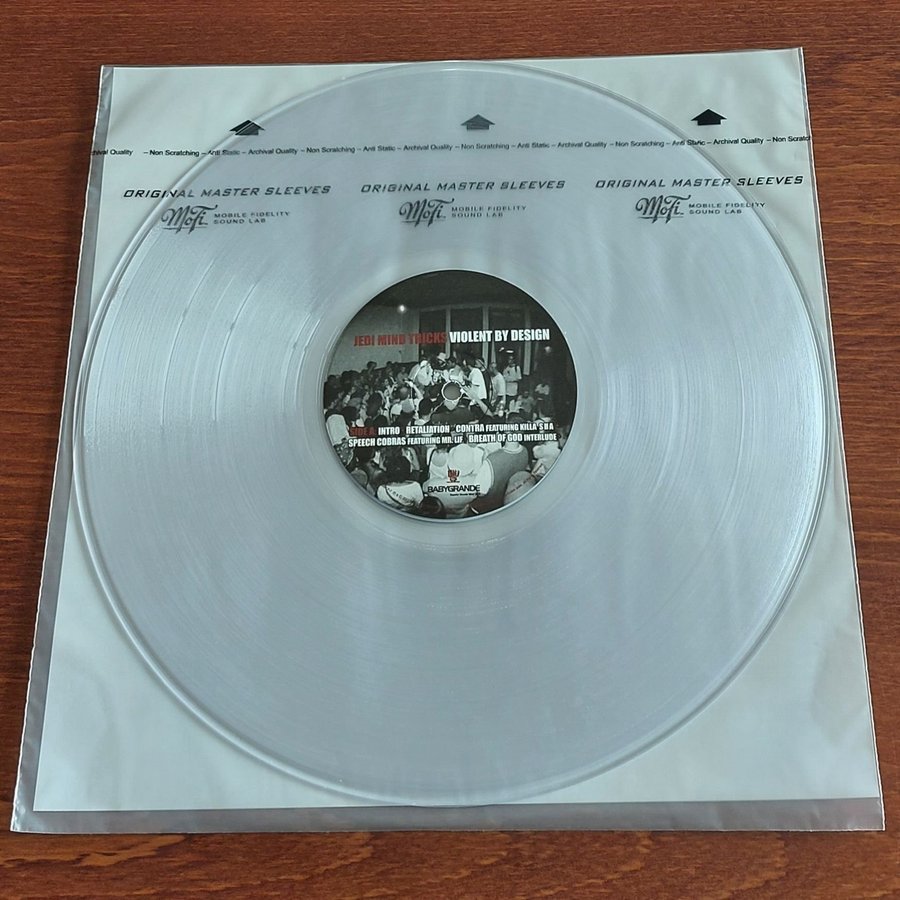 chival Quality – Non Scratching – Anti Static – Archival Quality – Non Scratching – Anti Static – Archival Quality – Non Scratching – Anti Static – Archival Quality – Non Scratching – Anti Static – Archival Quality – Non Scratch
ORIGINAL MASTER SLEEVES ORIGINAL MASTER SLEEVES ORIGINAL MASTER SLEEVES
MoFi MOBILE FIDELITY SOUND LAB MoFi MOBILE FIDELITY SOUND LAB MoFi MOBILE FIDELITY SOUND LAB
JEDI MIND TRICKS VIOLENT BY DESIGN
SIDE A: INTRO RETALIATION CONTRA FEATURING KILLA SHA
SPEECH COBRAS FEATURING MR. LIF BREATH OF GOD INTERLUDE
BABYGRANDE